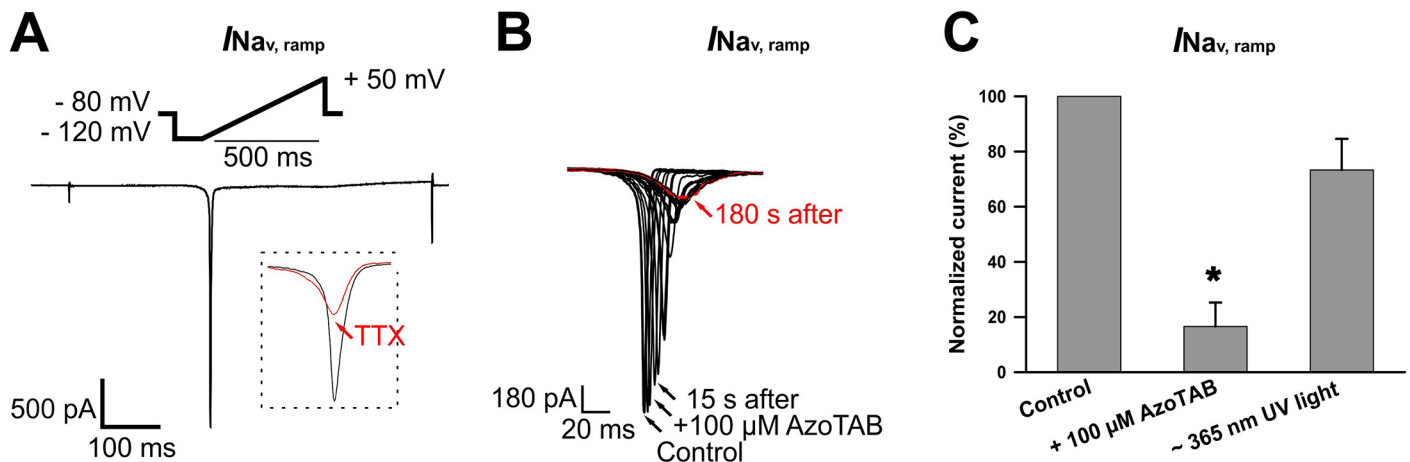 A
INav, ramp
+ 50 mV
- 80 mV
- 120 mV
500 ms
TTX
500 pA
100 ms
B
INav, ramp
180 s after
180 pA
20 ms
15 s after
+100 µM AzoTAB
Control
C
INav, ramp
Normalized current (%)
100
80
60
40
20
0
*
Control
+ 100 µM AzoTAB
~ 365 nm UV light